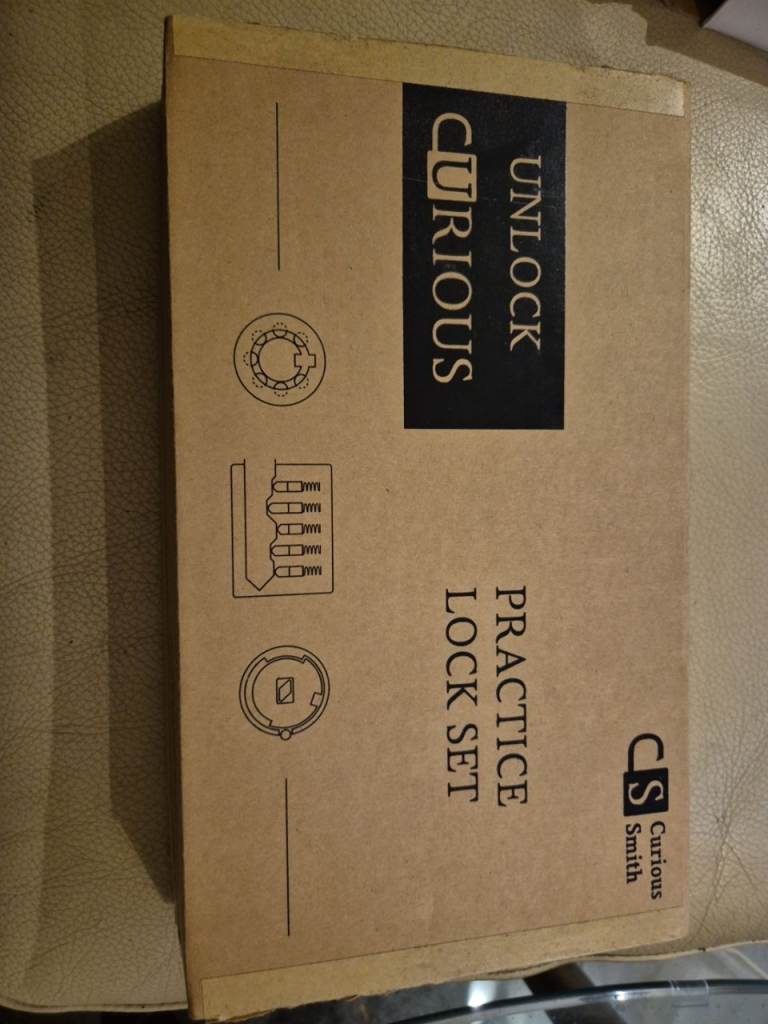 UNLOCK
CURIOUS
PRACTICE
LOCK SET
CS
Curious
Smith